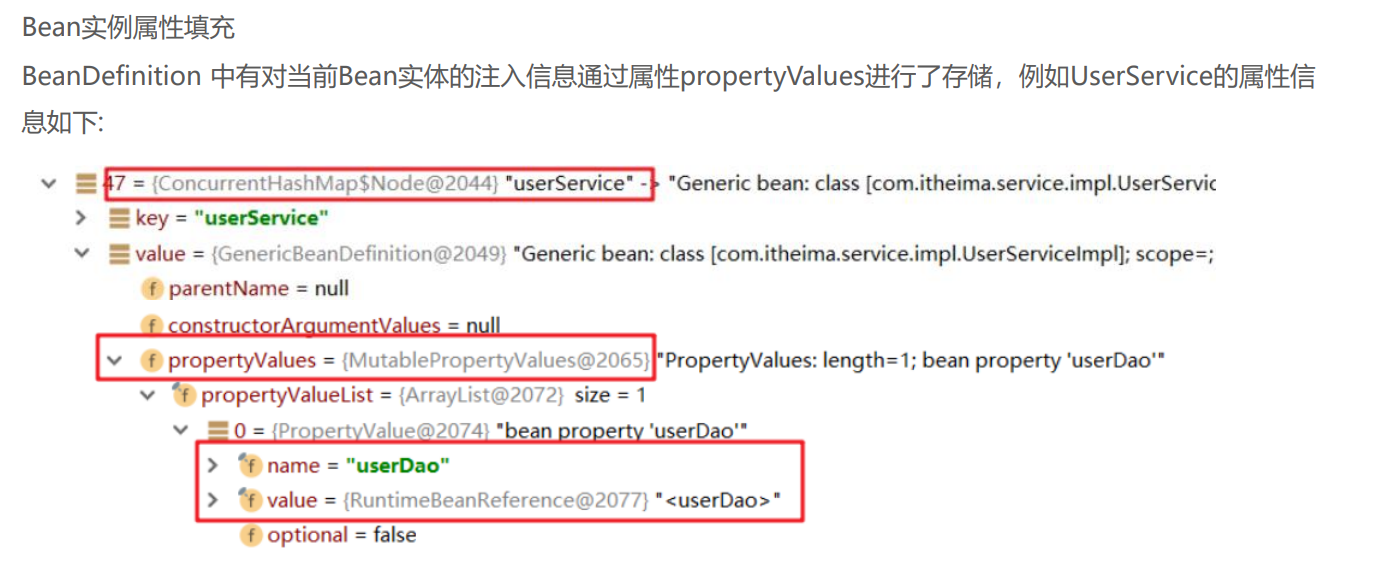 Bean实例属性填充
BeanDefinition 中有对当前Bean实体的注入信息通过属性propertyValues进行了存储，例如UserService的属性信
息如下:
47 = {ConcurrentHashMap$Node@2044} "userService" -> "Generic bean: class [com.itheima.service.impl.UserServic
key = "userService"
value = {GenericBeanDefinition@2049} "Generic bean: class [com.itheima.service.impl.UserServiceImpl]; scope=;
f parentName = null
f constructorArgumentValues = null
f propertyValues = {MutablePropertyValues@2065} "PropertyValues: length=1; bean property 'userDao'"
f propertyValueList = {ArrayList@2072} size = 1
0 = {PropertyValue@2074} "bean property 'userDao'"
f name = "userDao"
f value = {RuntimeBeanReference@2077} "<userDao>"
f optional = false